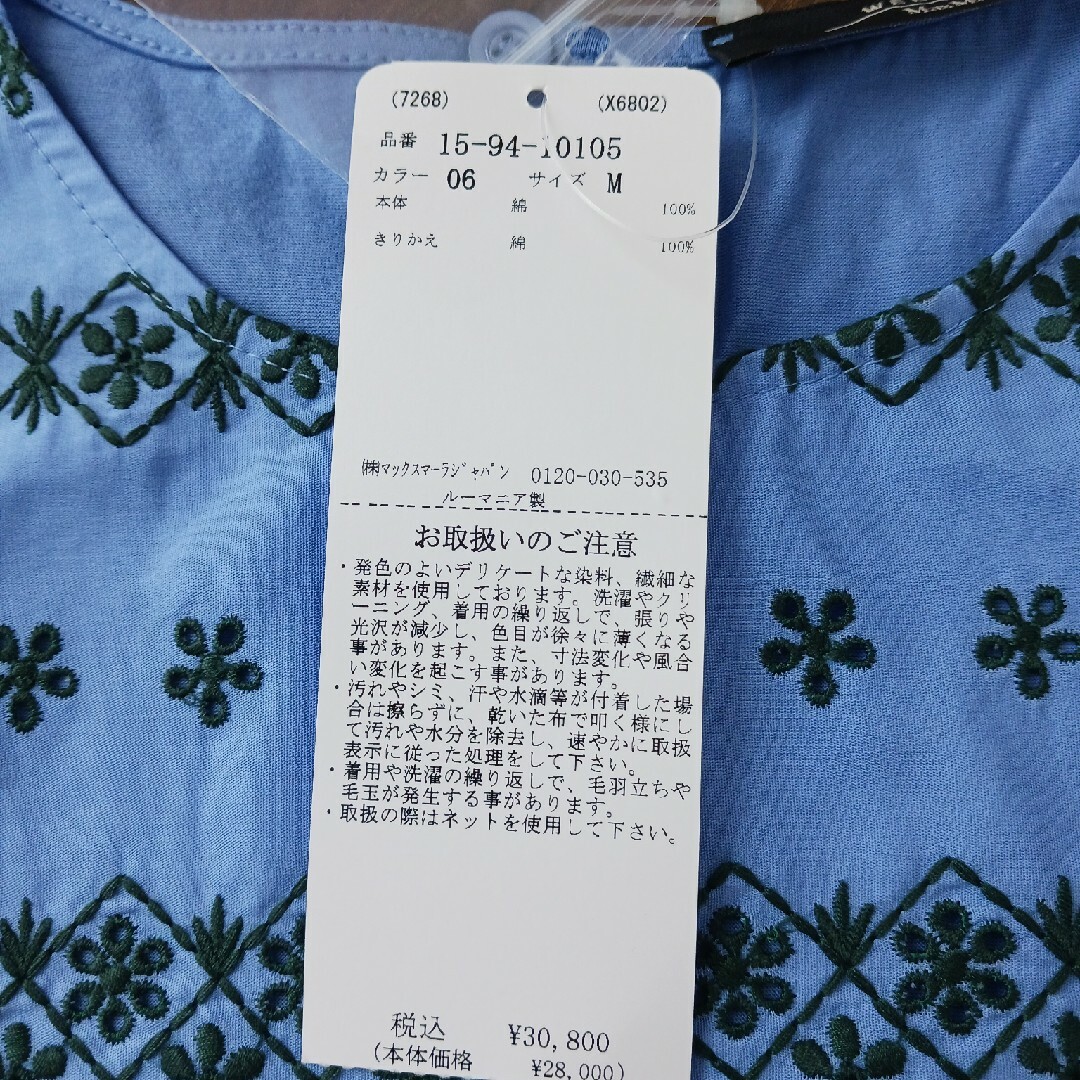 (7268) (X6802)
品番 15-94-10105
カラー 06 サイズ M
本体 綿 100%
きりかえ 綿 100%
㈱マックスマーラジャパン 0120-030-535
ルーマニア製
お取扱いのご注意
・発色のよいデリケートな染料、繊細な
素材を使用しております。洗濯やクリ
ーニング、着用の繰り返しで、張りや
光沢が減少し、色目が徐々に薄くなる
事があります。また、寸法変化や風合
い変化を起こす事があります。
・汚れやシミ、汗や水滴等が付着した場
合は擦らずに、乾いた布で叩く様にし
て汚れや水分を除去し、速やかに取扱
表示に従った処理をして下さい。
・着用や洗濯の繰り返しで、毛羽立ちや
毛玉が発生する事があります。
・取扱の際はネットを使用して下さい。
税込 ¥30,800
(本体価格 ¥28,000)